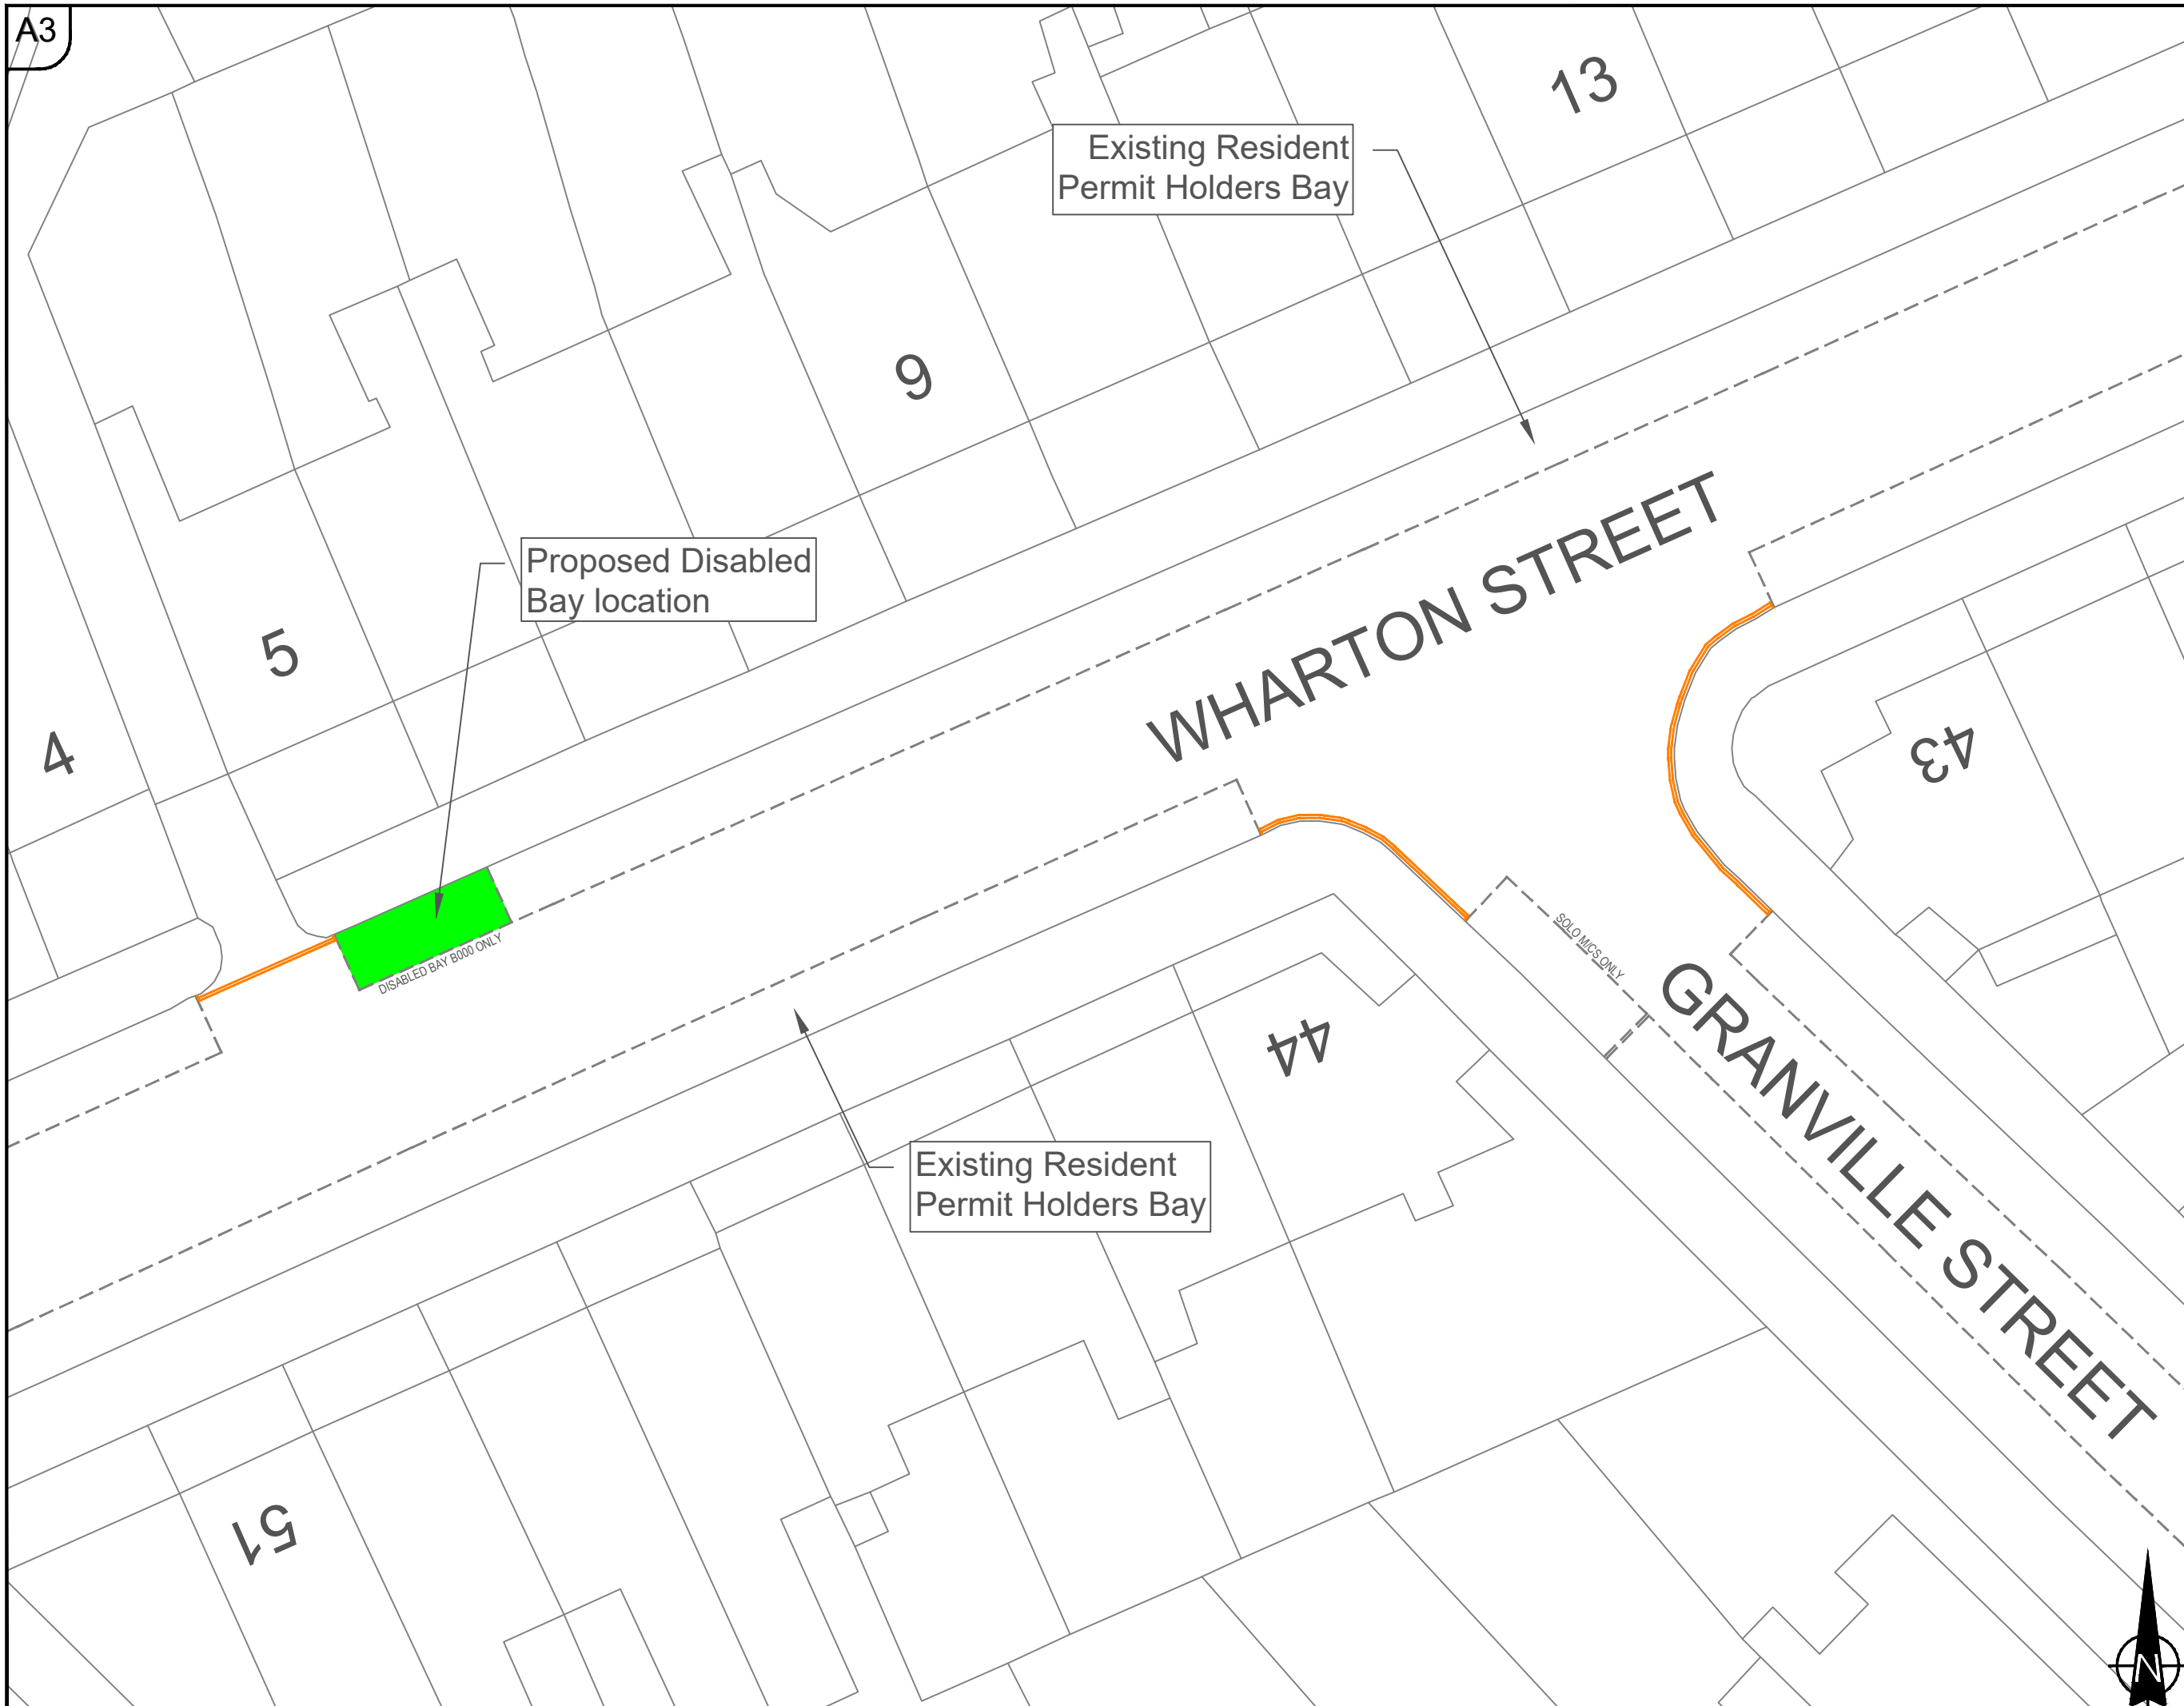 A3
13
Existing Resident
Permit Holders Bay
9
WHARTON STREET
Proposed Disabled
Bay location
5
4
43
DISABLED BAY B000 ONLY
SOLO M/CS ONLY
GRANVILLE STREET
44
Existing Resident
Permit Holders Bay
51
N